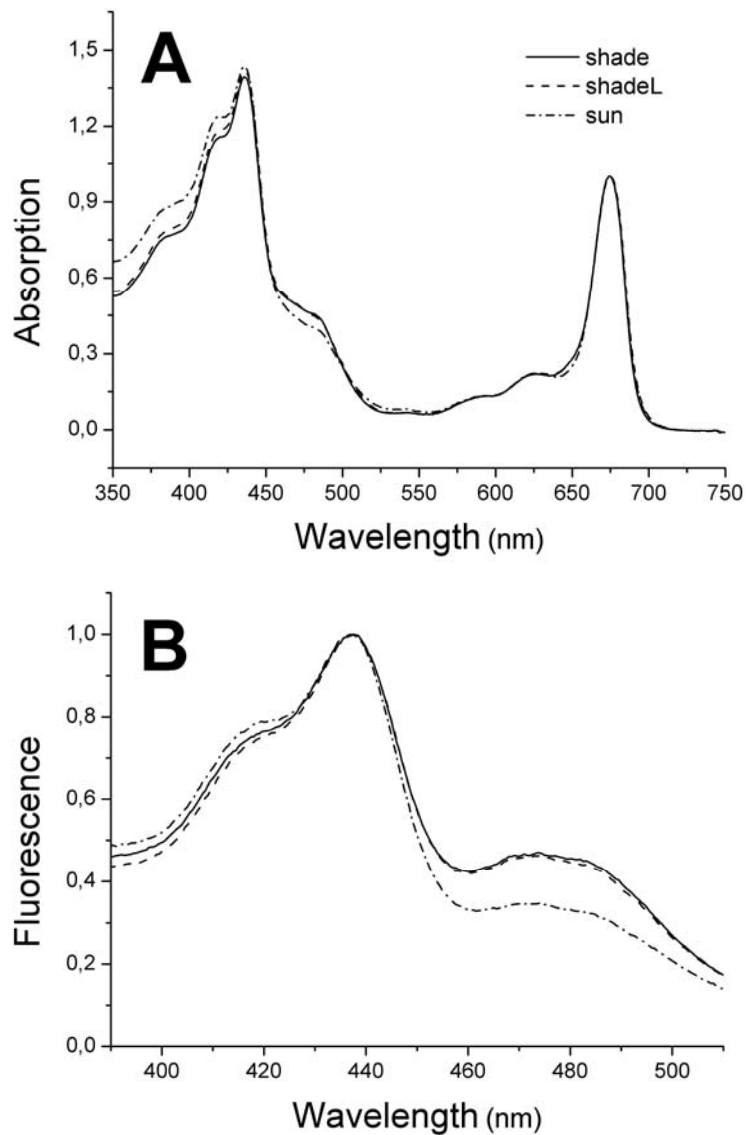 A
shade
shadeL
sun
Absorption
1,5
1,2
0,9
0,6
0,3
0,0
350 400 450 500 550 600 650 700 750
Wavelength (nm)
B
Fluorescence
1,0
0,8
0,6
0,4
0,2
0,0
400 420 440 460 480 500
Wavelength (nm)